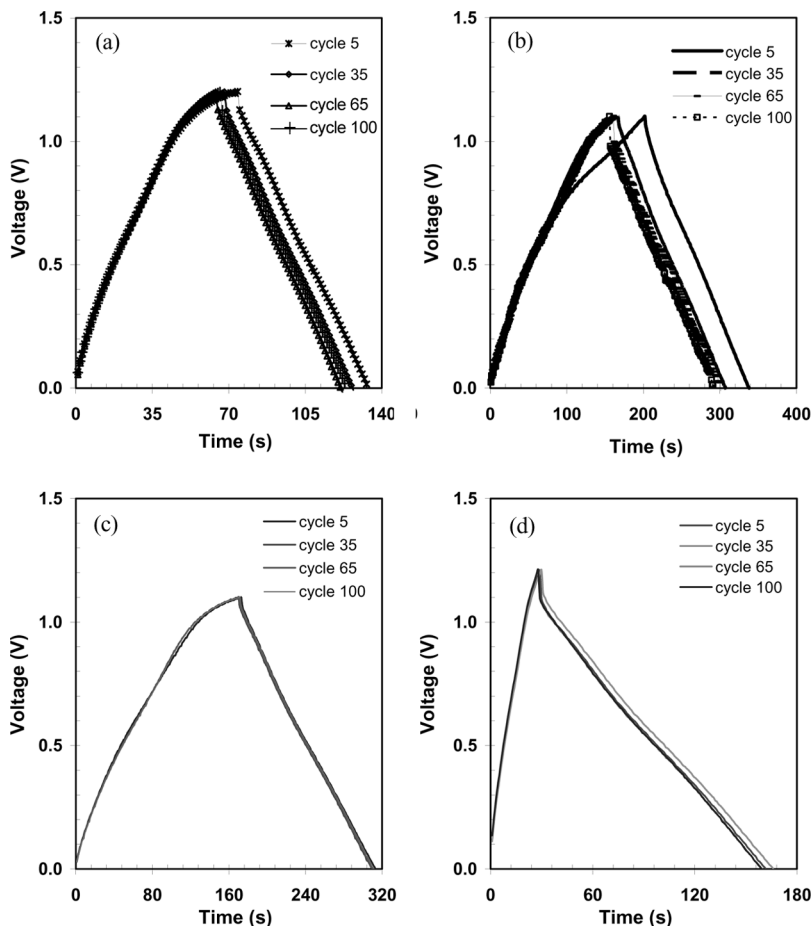 (a)
cycle 5
cycle 35
cycle 65
cycle 100
1.5
1.0
0.5
0.0
Voltage (V)
0 35 70 105 140
Time (s)
(b)
cycle 5
cycle 35
cycle 65
cycle 100
1.5
1.0
0.5
0.0
Voltage (V)
0 100 200 300 400
Time (s)
(c)
cycle 5
cycle 35
cycle 65
cycle 100
1.5
1.0
0.5
0.0
Voltage (V)
0 80 160 240 320
Time (s)
(d)
cycle 5
cycle 35
cycle 65
cycle 100
1.5
1.0
0.5
0.0
Voltage (V)
0 60 120 180
Time (s)